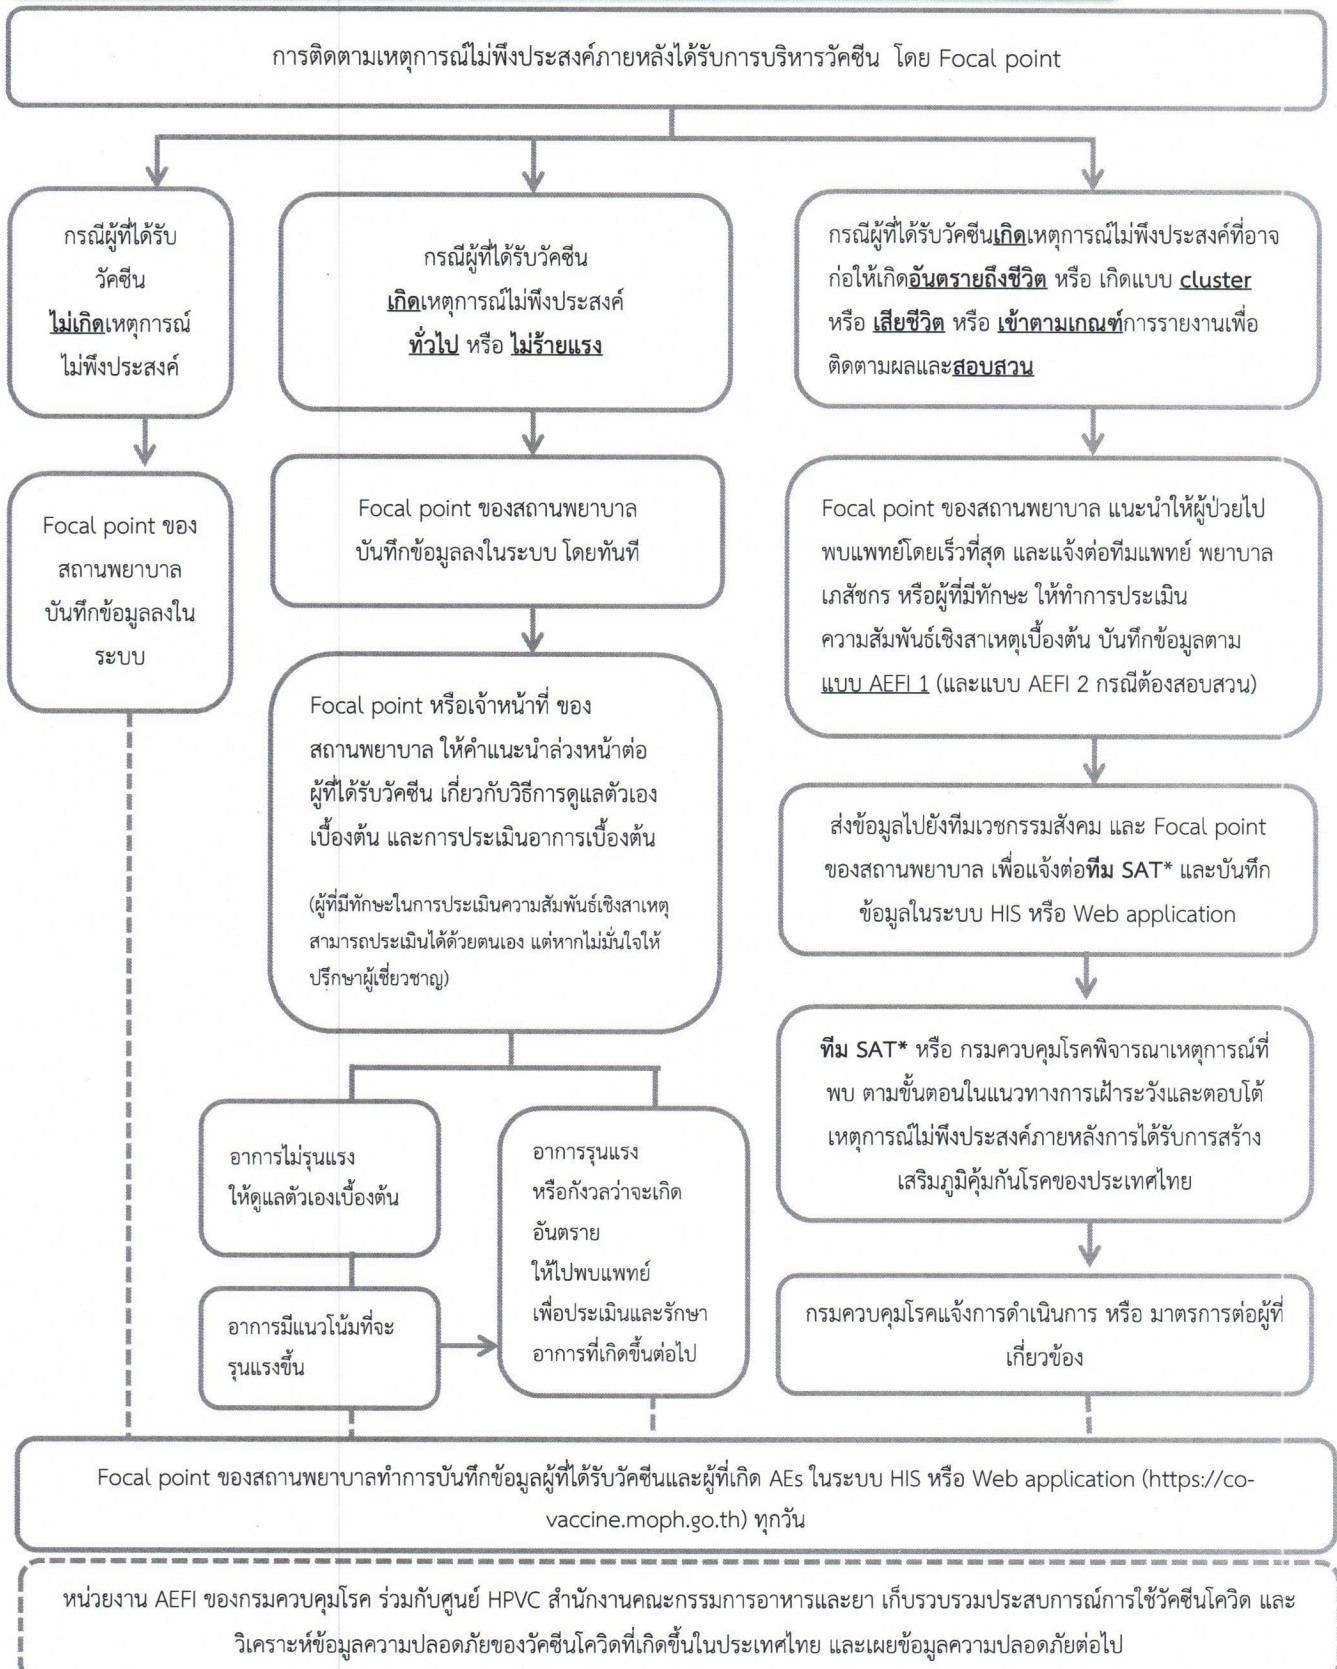 การติดตามเหตุการณ์ไม่พึงประสงค์ภายหลังได้รับการบริหารวัคซีน โดย Focal point
กรณีผู้ที่ได้รับ
วัคซีน
ไม่เกิดเหตุการณ์
ไม่พึงประสงค์
กรณีผู้ที่ได้รับวัคซีน
เกิดเหตุการณ์ไม่พึงประสงค์
ทั่วไป หรือ ไม่ร้ายแรง
กรณีผู้ที่ได้รับวัคซีนเกิดเหตุการณ์ไม่พึงประสงค์ที่อาจ
ก่อให้เกิดอันตรายถึงชีวิต หรือ เกิดแบบ cluster
หรือ เสียชีวิต หรือ เข้าตามเกณฑ์การรายงานเพื่อ
ติดตามผลและสอบสวน
Focal point ของ
สถานพยาบาล
บันทึกข้อมูลลงใน
ระบบ
Focal point ของสถานพยาบาล
บันทึกข้อมูลลงในระบบ โดยทันที
Focal point ของสถานพยาบาล แนะนำให้ผู้ป่วยไป
พบแพทย์โดยเร็วที่สุด และแจ้งต่อทีมแพทย์ พยาบาล
เภสัชกร หรือผู้ที่มีทักษะ ให้ทำการประเมิน
ความสัมพันธ์เชิงสาเหตุเบื้องต้น บันทึกข้อมูลตาม
แบบ AEFI 1 (และแบบ AEFI 2 กรณีต้องสอบสวน)
Focal point หรือเจ้าหน้าที่ ของ
สถานพยาบาล ให้คำแนะนำล่วงหน้าต่อ
ผู้ที่ได้รับวัคซีน เกี่ยวกับวิธีการดูแลตัวเอง
เบื้องต้น และการประเมินอาการเบื้องต้น
(ผู้ที่มีทักษะในการประเมินความสัมพันธ์เชิงสาเหตุ
สามารถประเมินได้ด้วยตนเอง แต่หากไม่มั่นใจให้
ปรึกษาผู้เชี่ยวชาญ)
ส่งข้อมูลไปยังทีมเวชกรรมสังคม และ Focal point
ของสถานพยาบาล เพื่อแจ้งต่อทีม SAT* และบันทึก
ข้อมูลในระบบ HIS หรือ Web application
ทีม SAT* หรือ กรมควบคุมโรคพิจารณาเหตุการณ์ที่
พบ ตามขั้นตอนในแนวทางการเฝ้าระวังและตอบโต้
เหตุการณ์ไม่พึงประสงค์ภายหลังการได้รับการสร้าง
เสริมภูมิคุ้มกันโรคของประเทศไทย
อาการไม่รุนแรง
ให้ดูแลตัวเองเบื้องต้น
อาการรุนแรง
หรือกังวลว่าจะเกิด
อันตราย
ให้ไปพบแพทย์
เพื่อประเมินและรักษา
อาการที่เกิดขึ้นต่อไป
อาการมีแนวโน้มที่จะ
รุนแรงขึ้น
กรมควบคุมโรคแจ้งการดำเนินการ หรือ มาตรการต่อผู้ที่
เกี่ยวข้อง
Focal point ของสถานพยาบาลทำการบันทึกข้อมูลผู้ที่ได้รับวัคซีนและผู้ที่เกิด AEs ในระบบ HIS หรือ Web application (https://co-
vaccine.moph.go.th) ทุกวัน
หน่วยงาน AEFI ของกรมควบคุมโรค ร่วมกับศูนย์ HPVC สำนักงานคณะกรรมการอาหารและยา เก็บรวบรวมประสบการณ์การใช้วัคซีนโควิด และ
วิเคราะห์ข้อมูลความปลอดภัยของวัคซีนโควิดที่เกิดขึ้นในประเทศไทย และเผยข้อมูลความปลอดภัยต่อไป